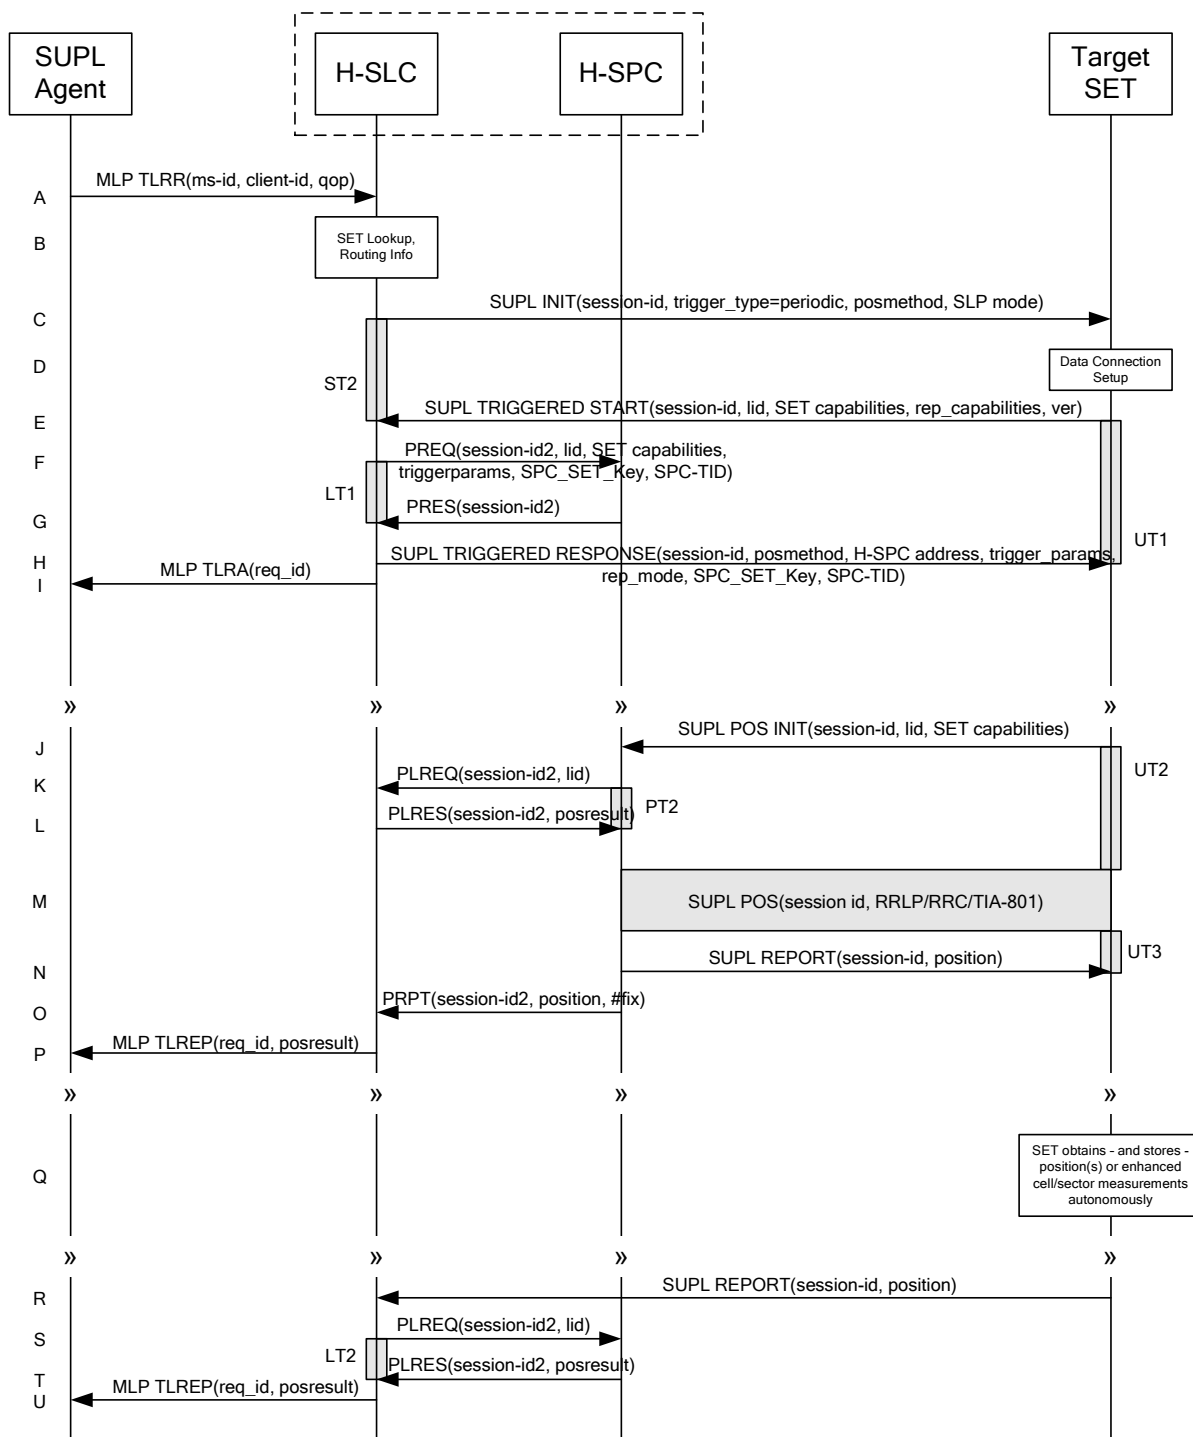 SUPL
Agent
H-SLC
H-SPC
Target
SET
A
MLP TLRR(ms-id, client-id, qop)
B
SET Lookup,
Routing Info
C
SUPL INIT(session-id, trigger_type=periodic, posmethod, SLP mode)
D
Data Connection
Setup
ST2
E
SUPL TRIGGERED START(session-id, lid, SET capabilities, rep_capabilities, ver)
F
PREQ(session-id2, lid, SET capabilities,
triggerparams, SPC_SET_Key, SPC-TID)
LT1
G
PRES(session-id2)
UT1
H
SUPL TRIGGERED RESPONSE(session-id, posmethod, H-SPC address, trigger_params,
rep_mode, SPC_SET_Key, SPC-TID)
I
MLP TLRA(req_id)
» » » »
J
SUPL POS INIT(session-id, lid, SET capabilities)
UT2
K
PLREQ(session-id2, lid)
PT2
L
PLRES(session-id2, posresult)
M
SUPL POS(session id, RRLP/RRC/TIA-801)
UT3
N
SUPL REPORT(session-id, position)
O
PRPT(session-id2, position, #fix)
P
MLP TLREP(req_id, posresult)
» » » »
Q
SET obtains - and stores -
position(s) or enhanced
cell/sector measurements
autonomously
» » » »
R
SUPL REPORT(session-id, position)
S
PLREQ(session-id2, lid)
LT2
T
PLRES(session-id2, posresult)
U
MLP TLREP(req_id, posresult)